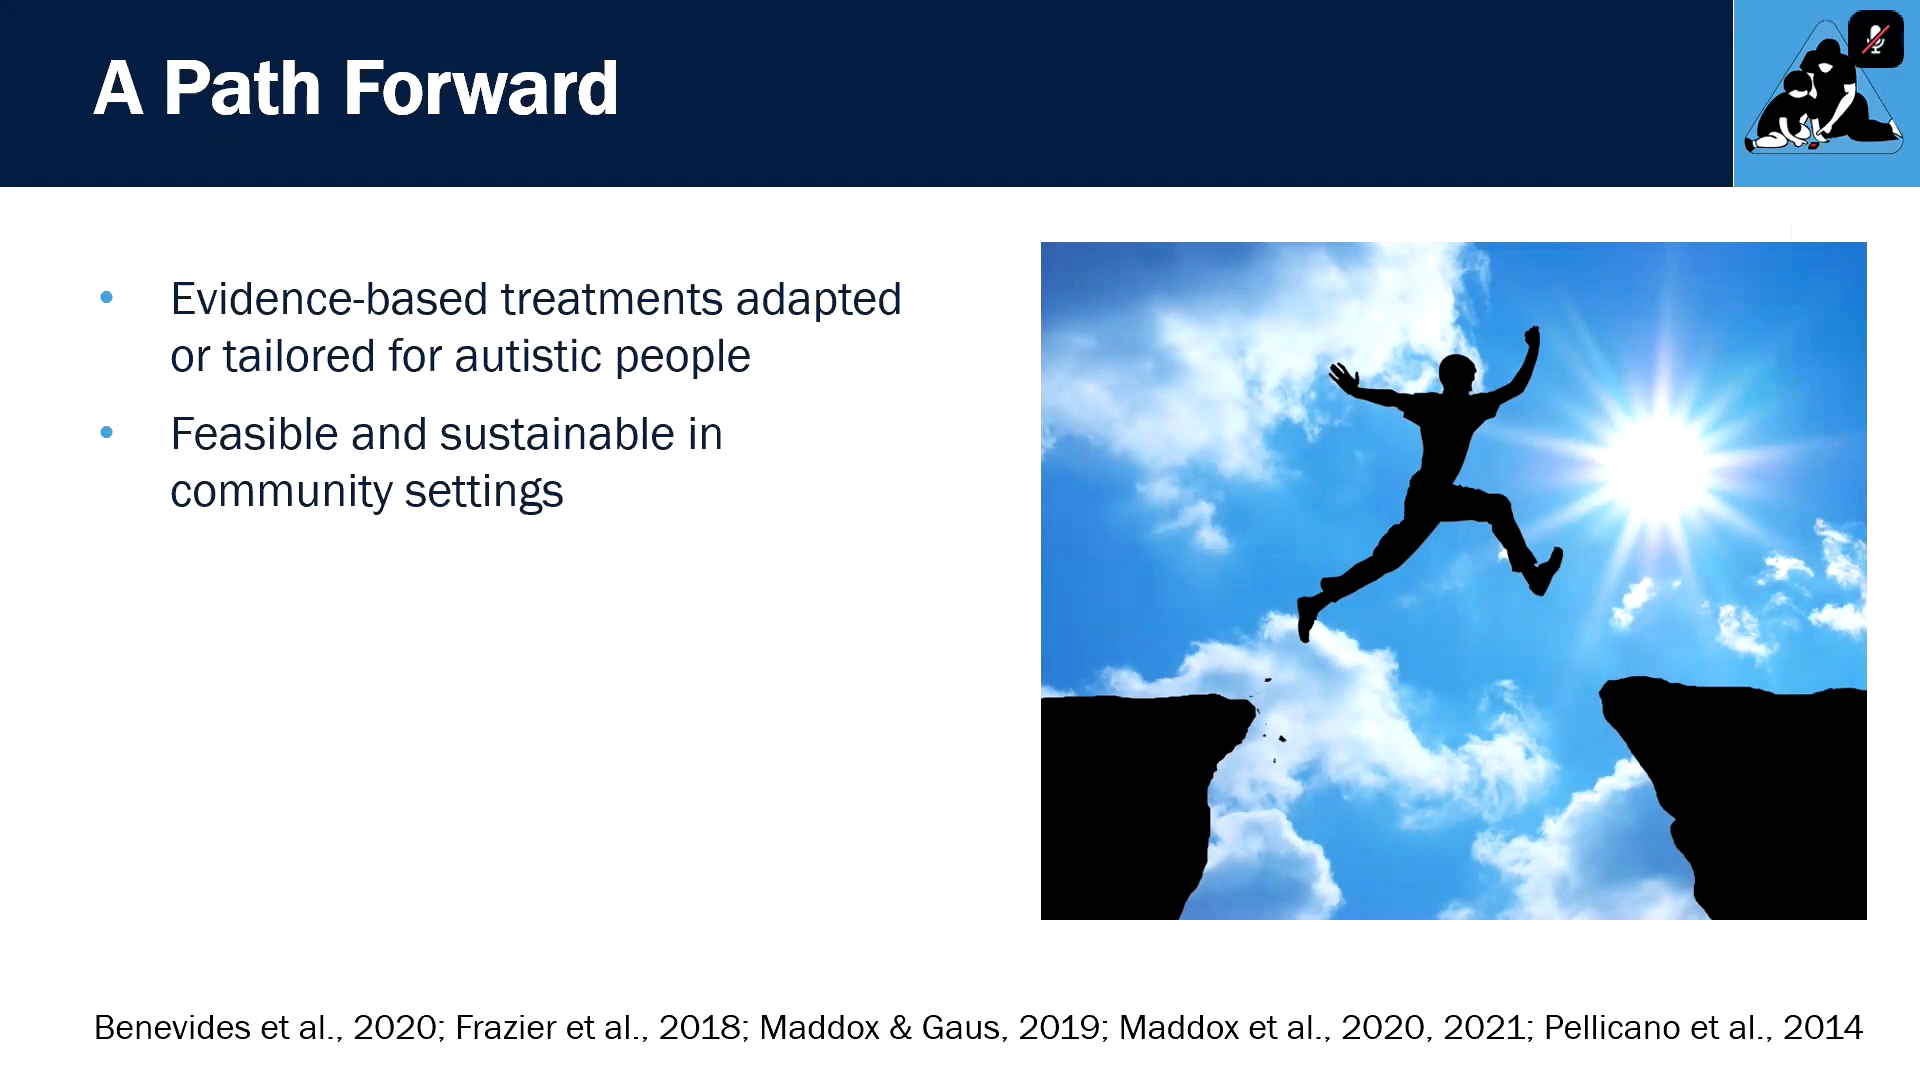 A Path Forward
• Evidence-based treatments adapted
or tailored for autistic people
• Feasible and sustainable in
community settings
Benevides et al., 2020; Frazier et al., 2018; Maddox & Gaus, 2019; Maddox et al., 2020, 2021; Pellicano et al., 2014